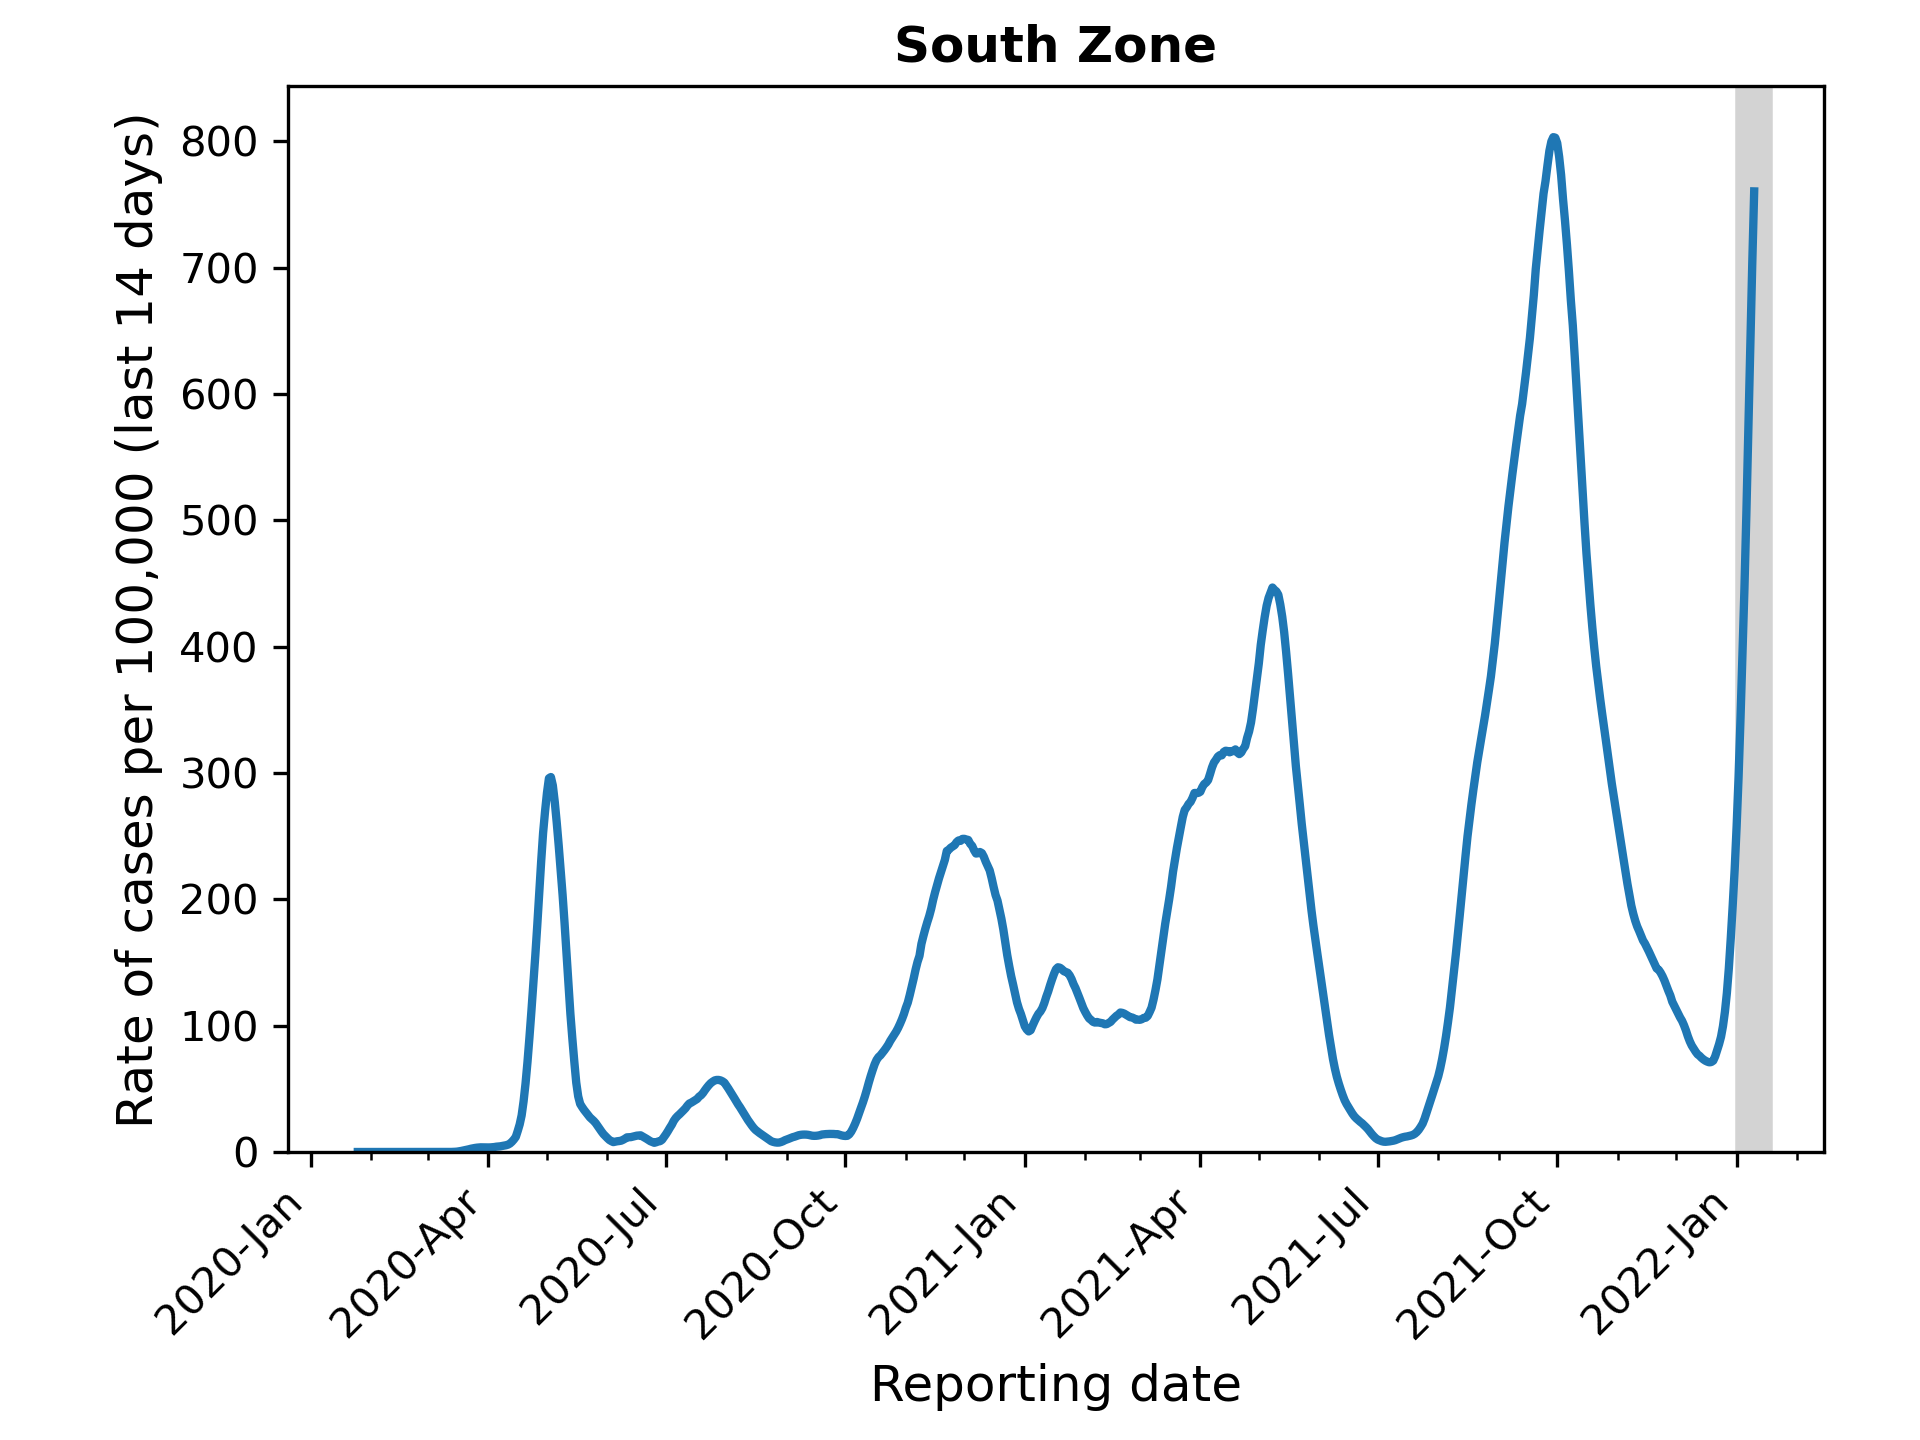 South Zone
Rate of cases per 100,000 (last 14 days)
800
700
600
500
400
300
200
100
0
2020-Jan
2020-Apr
2020-Jul
2020-Oct
2021-Jan
2021-Apr
2021-Jul
2021-Oct
2022-Jan
Reporting date